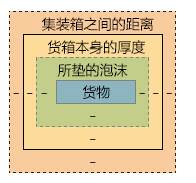 集装箱之间的距离
货箱本身的厚度
所垫的泡沫
货物
- - - - - -
-
-
-